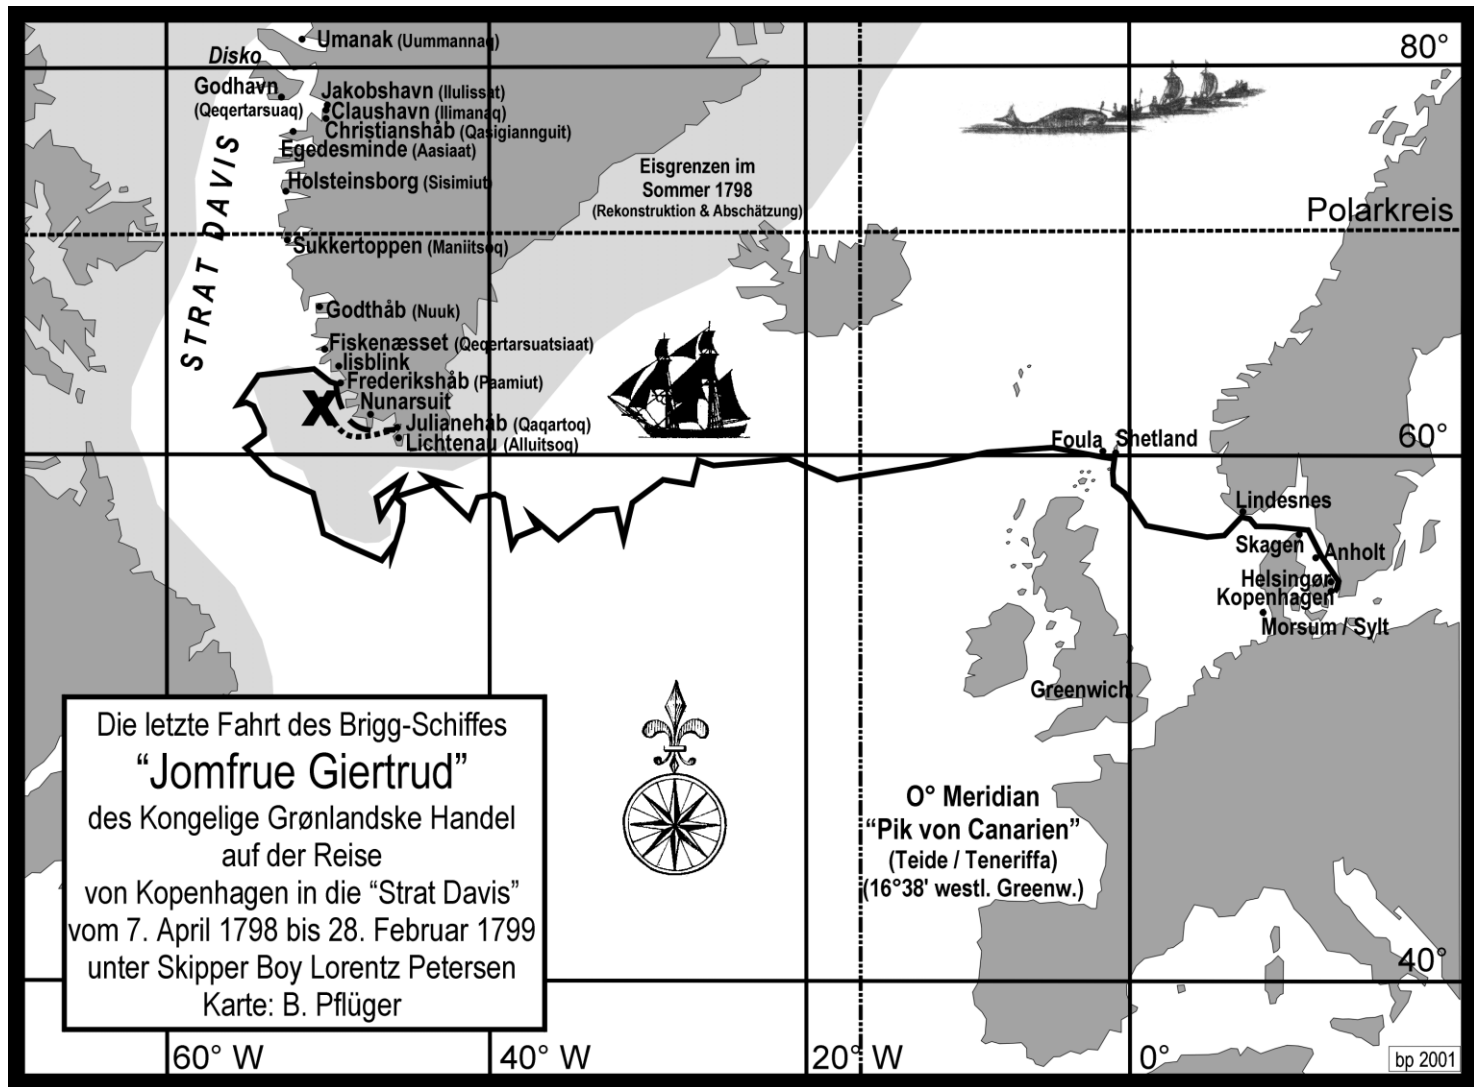 Umanak (Uummannaq)
80°
Disko
Godhavn
(Qeqertarsuaq)
Jakobshavn (Ilulissat)
Claushavn (Ilimanaq)
Christianshåb (Qasigiannguit)
Egedesminde (Aasiaat)
Holsteinsborg (Sisimiut)
STRAT DAVIS
Eisgrenzen im
Sommer 1798
(Rekonstruktion & Abschätzung)
Polarkreis
Sukkertoppen (Maniitsoq)
Godthåb (Nuuk)
Fiskenæsset (Qeqertarsuatsiaat)
Iisblink
Frederikshåb (Paamiut)
Nunarsuit
X
Julianehåb (Qaqartoq)
Lichtenau (Alluitsoq)
Foula
Shetland
60°
Lindesnes
Skagen
Anholt
Helsingør
Kopenhagen
Morsum / Sylt
Greenwich
Die letzte Fahrt des Brigg-Schiffes
“Jomfrue Giertrud”
des Kongelige Grønlandske Handel
auf der Reise
von Kopenhagen in die “Strat Davis”
vom 7. April 1798 bis 28. Februar 1799
unter Skipper Boy Lorentz Petersen
Karte: B. Pflüger
O° Meridian
“Pik von Canarien”
(Teide / Teneriffa)
(16°38' westl. Greenw.)
40°
60° W
40° W
20° W
0°
bp 2001